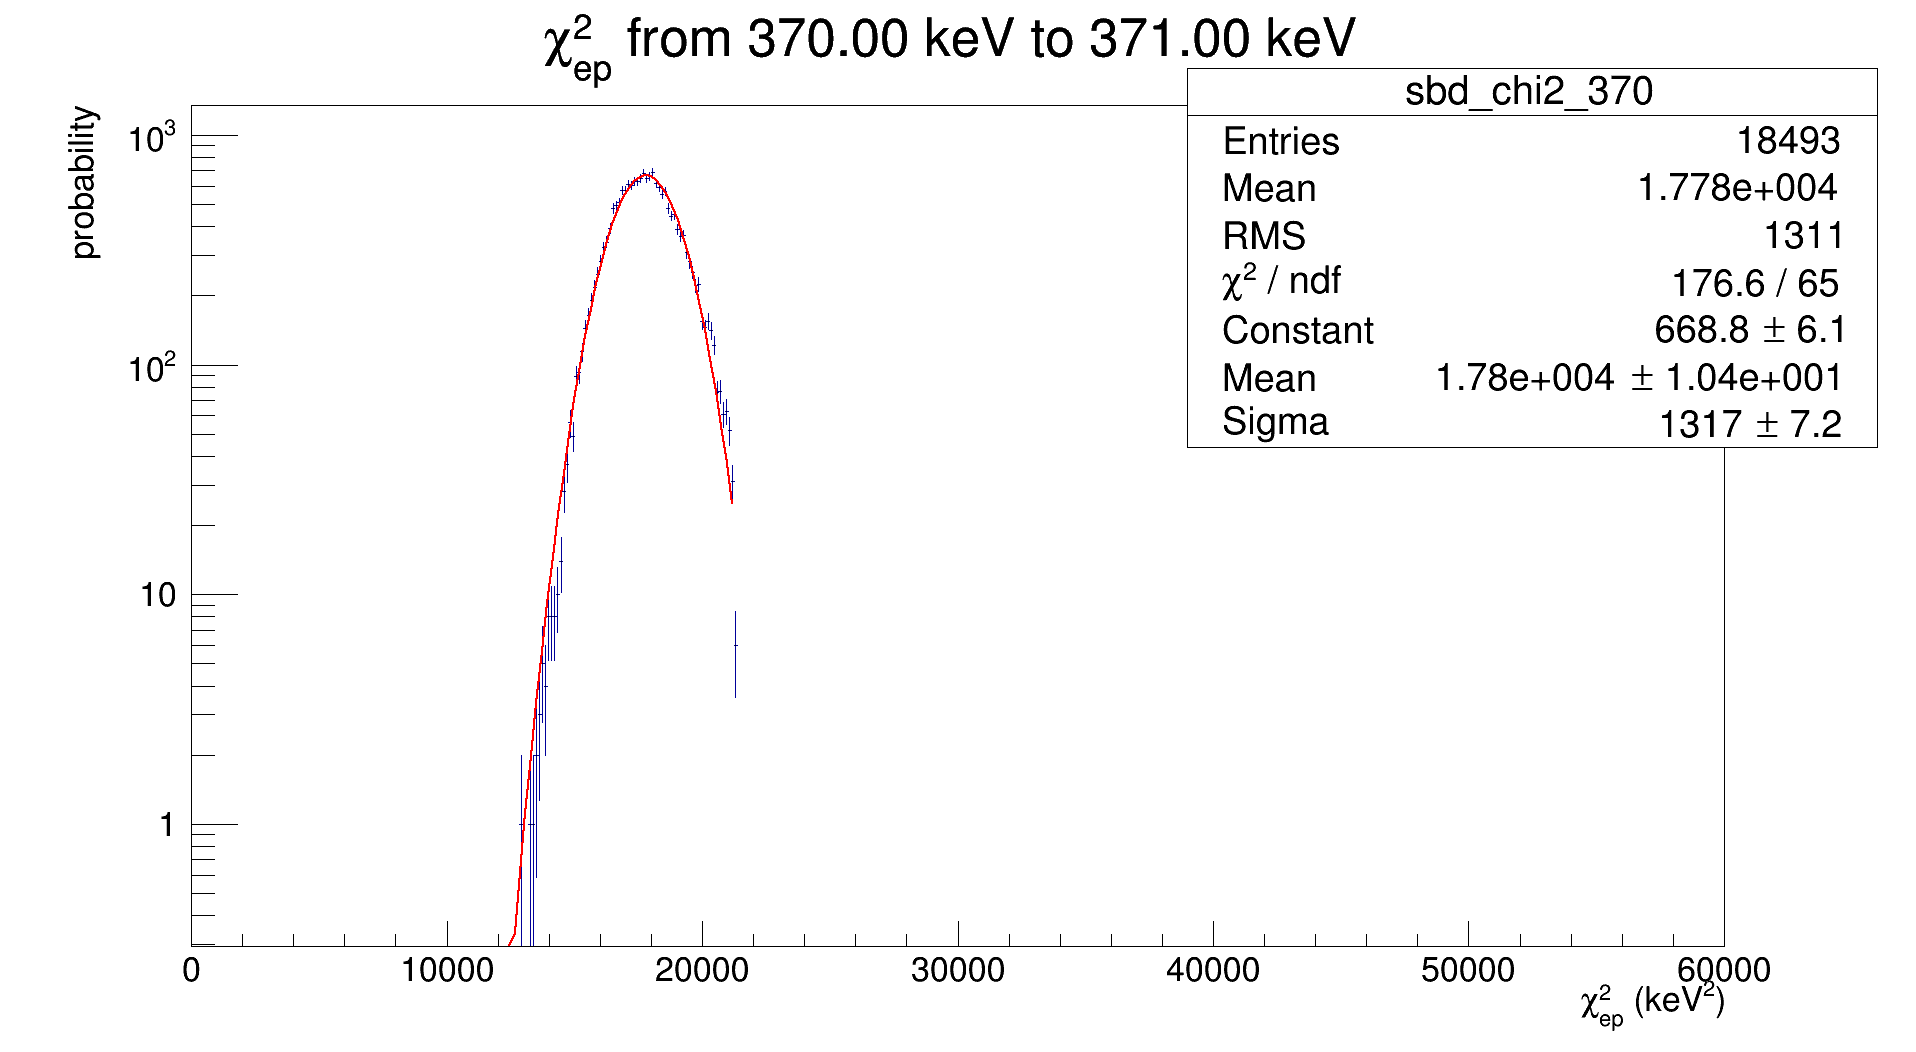 χ²ep from 370.00 keV to 371.00 keV
sbd_chi2_370
Entries 18493
Mean 1.778e+004
RMS 1311
χ² / ndf 176.6 / 65
Constant 668.8 ± 6.1
Mean 1.78e+004 ± 1.04e+001
Sigma 1317 ± 7.2
probability
10³
10²
10
1
0 10000 20000 30000 40000 50000 60000
χ²ep (keV²)